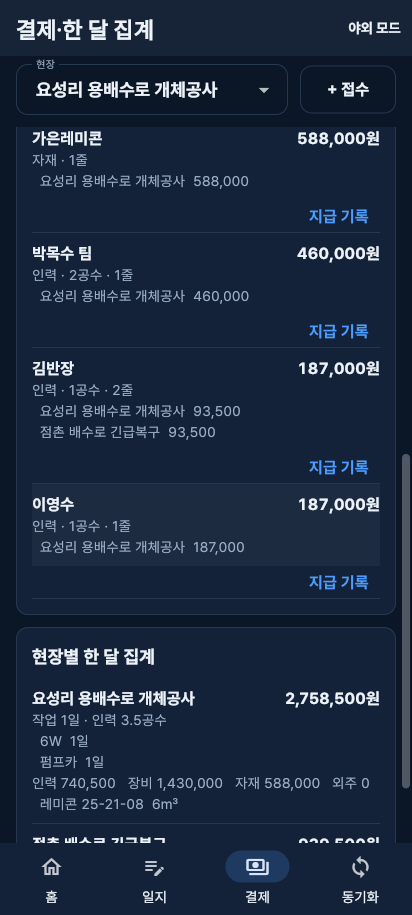 결제·한 달 집계
야외 모드
현장
요성리 용배수로 개체공사
+ 접수
가은레미콘 588,000원
자재 · 1줄
요성리 용배수로 개체공사 588,000
지급 기록
박목수 팀 460,000원
인력 · 2공수 · 1줄
요성리 용배수로 개체공사 460,000
지급 기록
김반장 187,000원
인력 · 1공수 · 2줄
요성리 용배수로 개체공사 93,500
점촌 배수로 긴급복구 93,500
지급 기록
이영수 187,000원
인력 · 1공수 · 1줄
요성리 용배수로 개체공사 187,000
지급 기록
현장별 한 달 집계
요성리 용배수로 개체공사 2,758,500원
작업 1일 · 인력 3.5공수
6W 1일
펌프카 1일
인력 740,500 장비 1,430,000 자재 588,000 외주 0
레미콘 25-21-08 6m³
점촌 배수로 긴급복구
홈 일지 결제 동기화